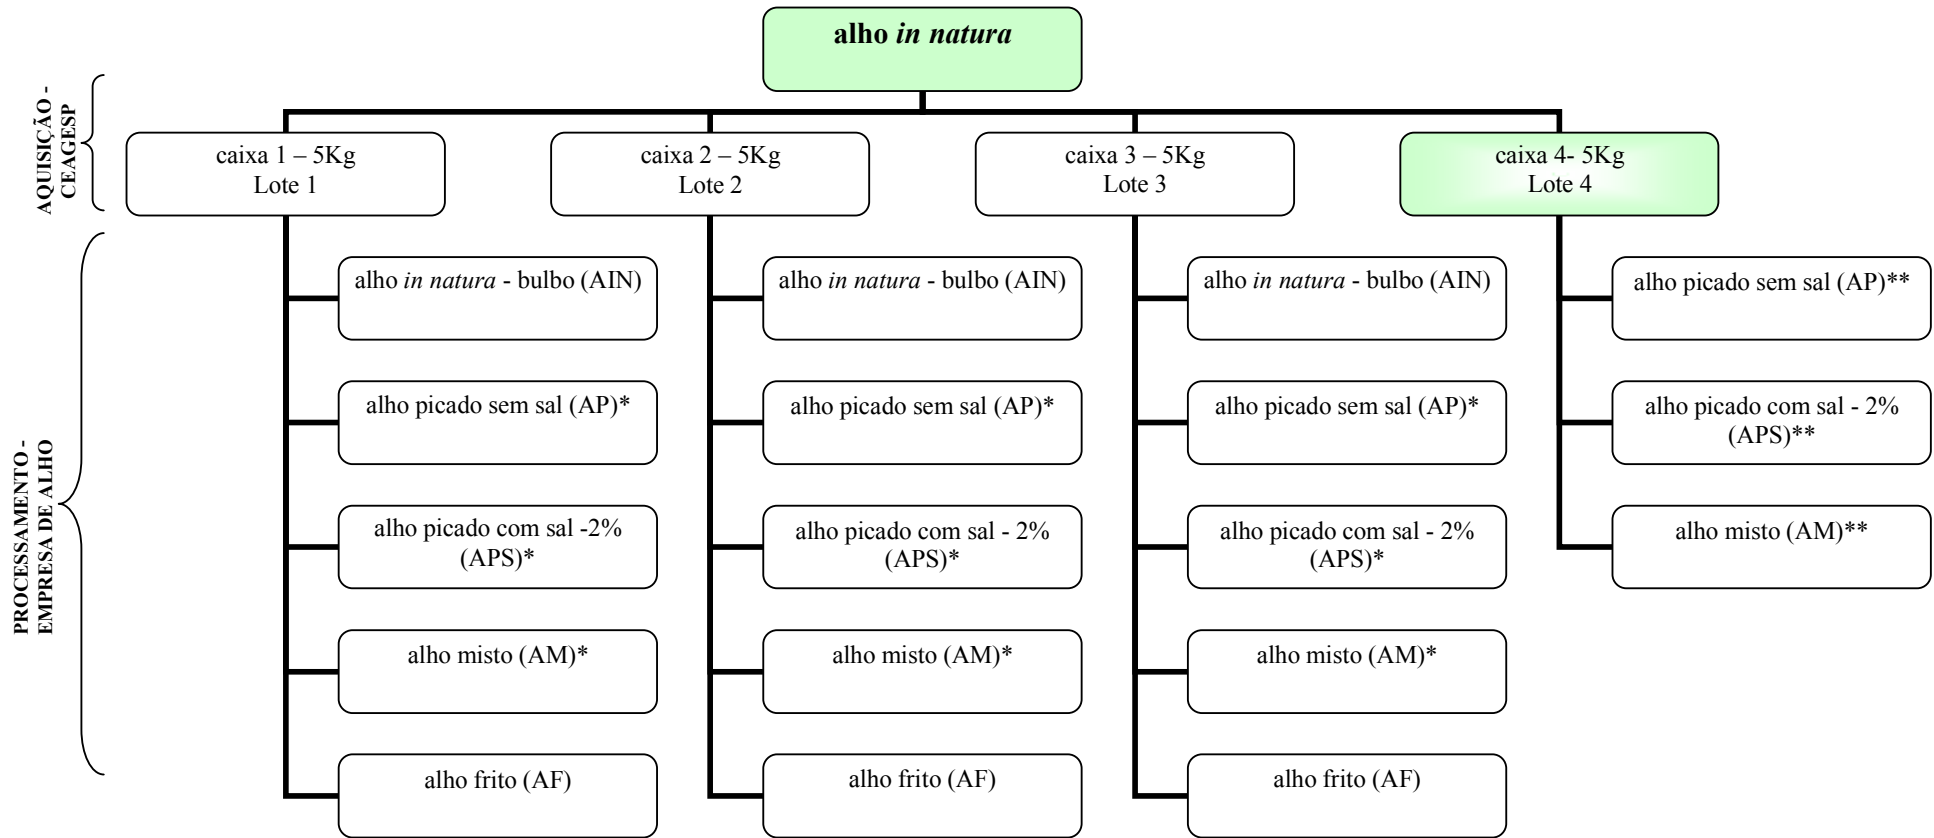 alho in natura
AQUISIÇÃO -
CEAGESP
caixa 1 – 5Kg
Lote 1
caixa 2 – 5Kg
Lote 2
caixa 3 – 5Kg
Lote 3
caixa 4- 5Kg
Lote 4
PROCESSAMENTO -
EMPRESA DE ALHO
alho in natura - bulbo (AIN)
alho picado sem sal (AP)*
alho picado com sal -2%
(APS)*
alho misto (AM)*
alho frito (AF)
alho in natura - bulbo (AIN)
alho picado sem sal (AP)*
alho picado com sal - 2%
(APS)*
alho misto (AM)*
alho frito (AF)
alho in natura - bulbo (AIN)
alho picado sem sal (AP)*
alho picado com sal - 2%
(APS)*
alho misto (AM)*
alho frito (AF)
alho picado sem sal (AP)**
alho picado com sal - 2%
(APS)**
alho misto (AM)**